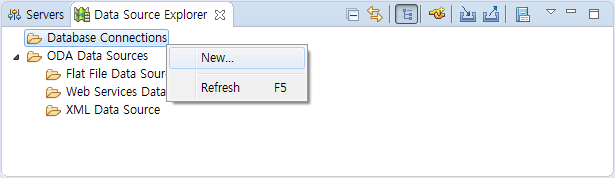 Servers Data Source Explorer
Database Connections
New...
ODA Data Sources
Flat File Data Sour
Web Services Data
Refresh F5
XML Data Source